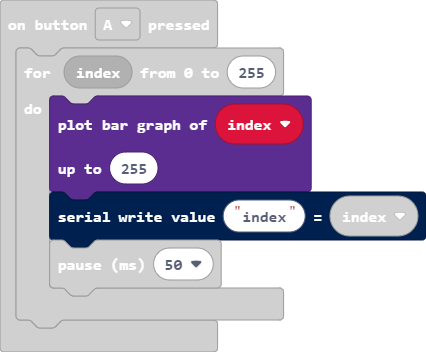 on button A pressed
for index from 0 to 255
do
plot bar graph of index
up to 255
serial write value "index" = index
pause (ms) 50